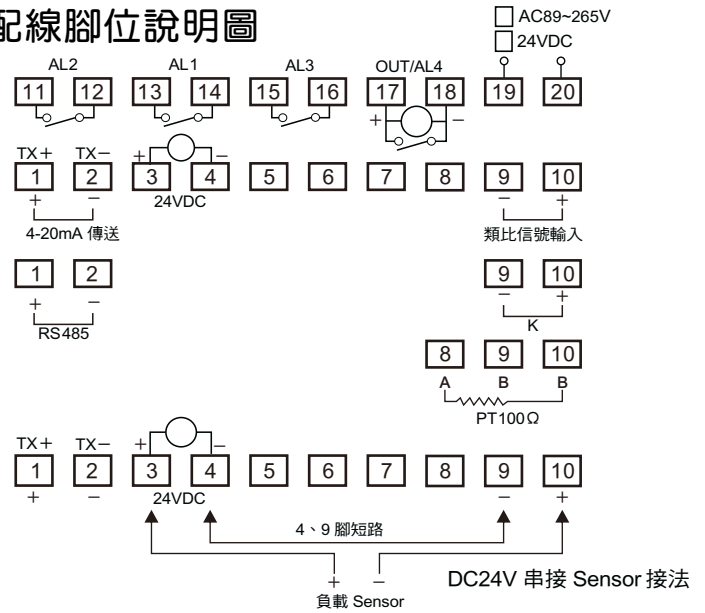 配線腳位說明圖
AC89~265V
24VDC
AL2 AL1 AL3 OUT/AL4
11 12 13 14 15 16 17 18 19 20
+ −
TX+ TX− + −
1 2 3 4 5 6 7 8 9 10
+ − 24VDC − +
4-20mA 傳送 類比信號輸入
1 2 9 10
+ − − +
RS485 K
8 9 10
A B B
PT100Ω
TX+ TX− + −
1 2 3 4 5 6 7 8 9 10
+ − 24VDC − +
4、9 腳短路
+ −
負載 Sensor
DC24V 串接 Sensor 接法